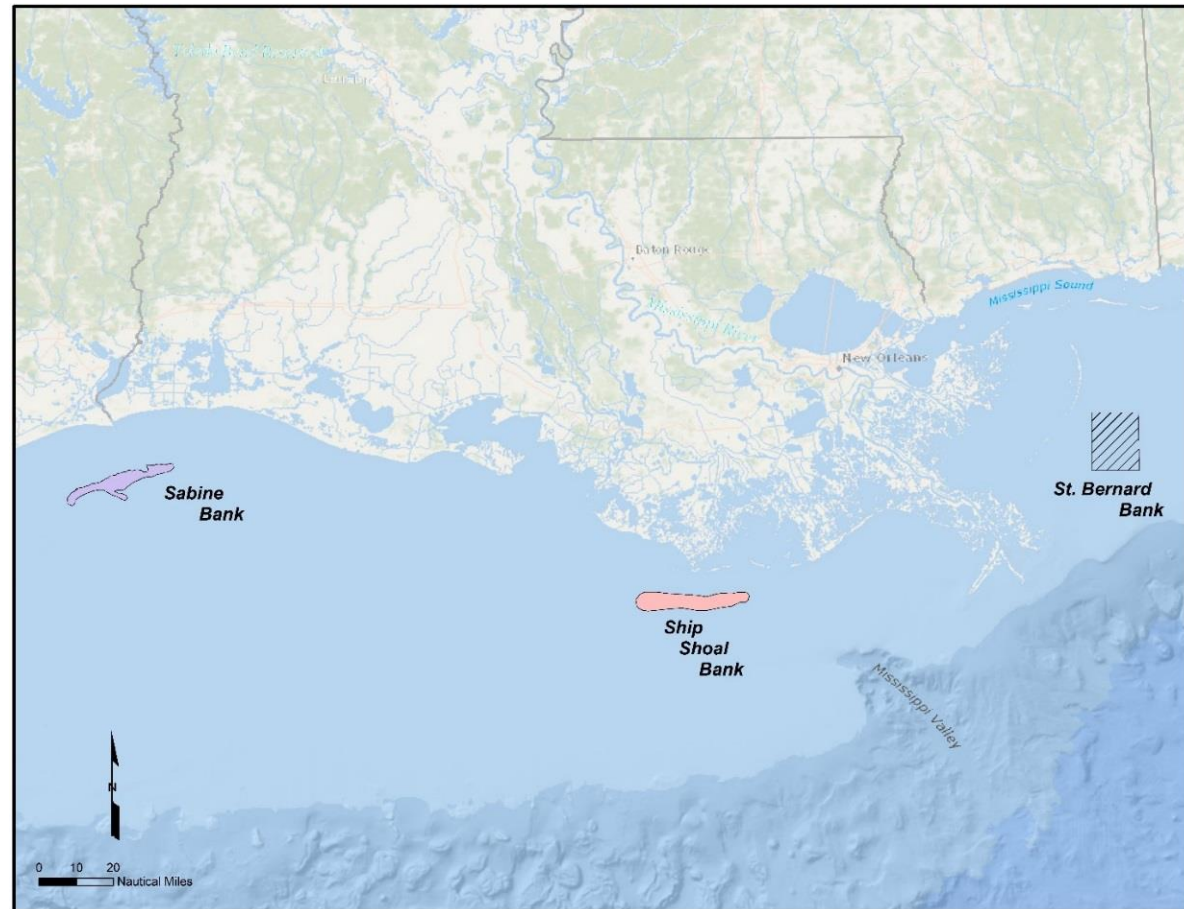 Baton Rouge
Mississippi River
New Orleans
Mississippi Sound
Sabine
Bank
St. Bernard
Bank
Ship
Shoal
Bank
Mississippi Valley
N
0 10 20
Nautical Miles